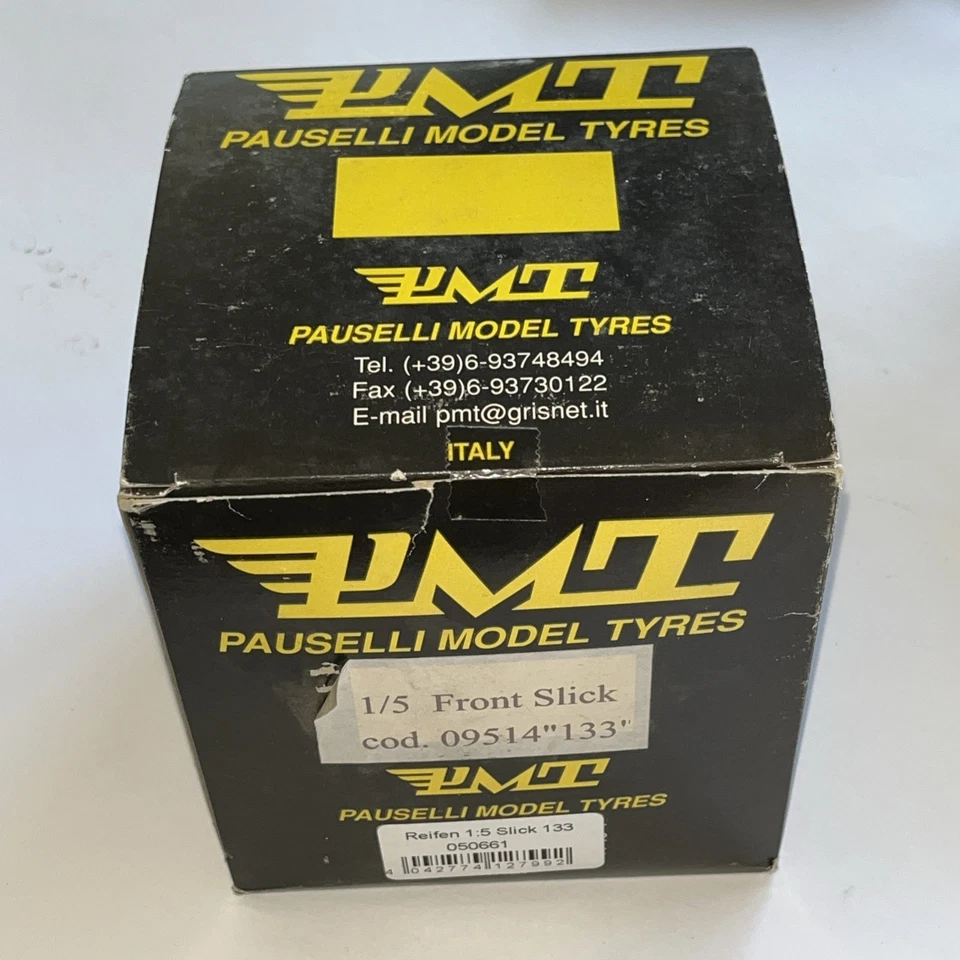 PMT
PAUSELLI MODEL TYRES
PMT
PAUSELLI MODEL TYRES
Tel. (+39)6-93748494
Fax (+39)6-93730122
E-mail pmt@grisnet.it
ITALY
PMT
PAUSELLI MODEL TYRES
1/5 Front Slick
cod. 09514"133"
PMT
PAUSELLI MODEL TYRES
Reifen 1:5 Slick 133
050661
4 042774 127992